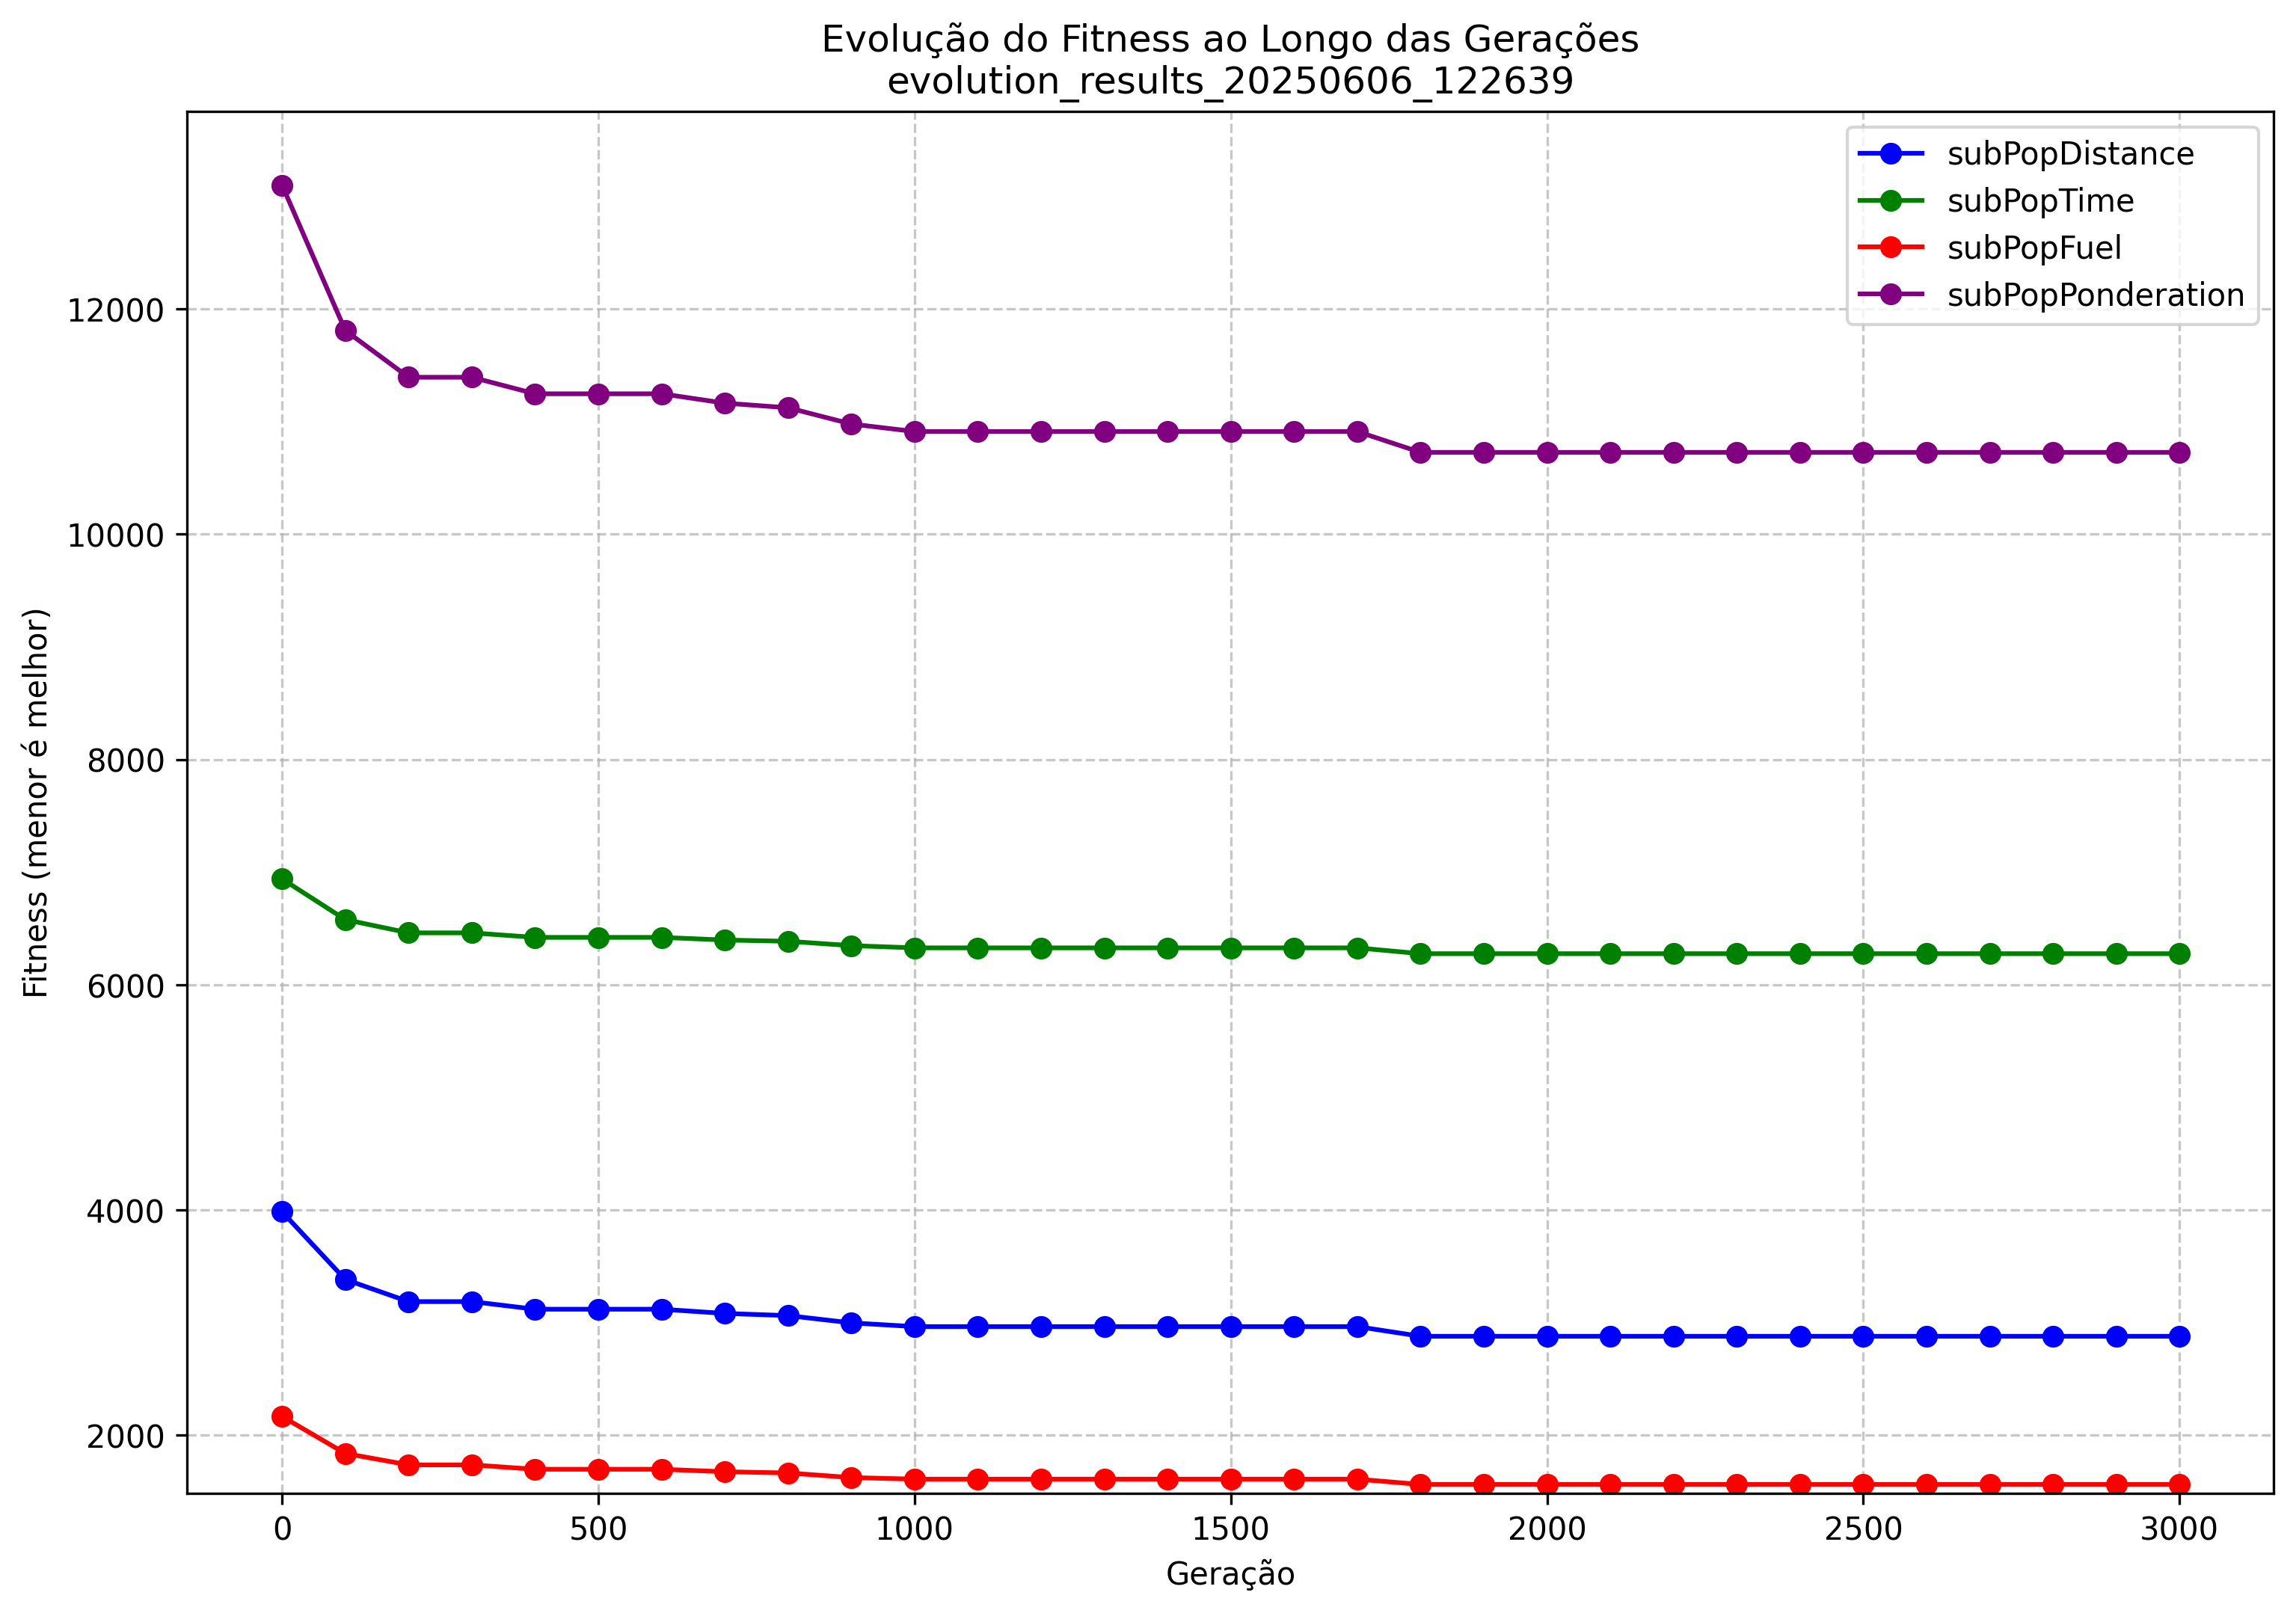 Evolução do Fitness ao Longo das Gerações
evolution_results_20250606_122639
subPopDistance
subPopTime
subPopFuel
subPopPonderation
Fitness (menor é melhor)
12000
10000
8000
6000
4000
2000
0
500
1000
1500
2000
2500
3000
Geração